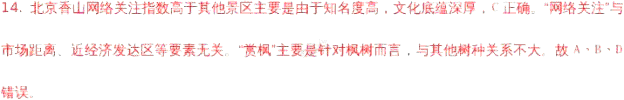 14. 北京香山网络关注指数高于其他景区主要是由于知名度高，文化底蕴深厚，C 正确。“网络关注”与
市场距离、近经济发达区等要素无关。“赏枫”主要是针对枫树而言，与其他树种关系不大。故 A、B、D
错误。